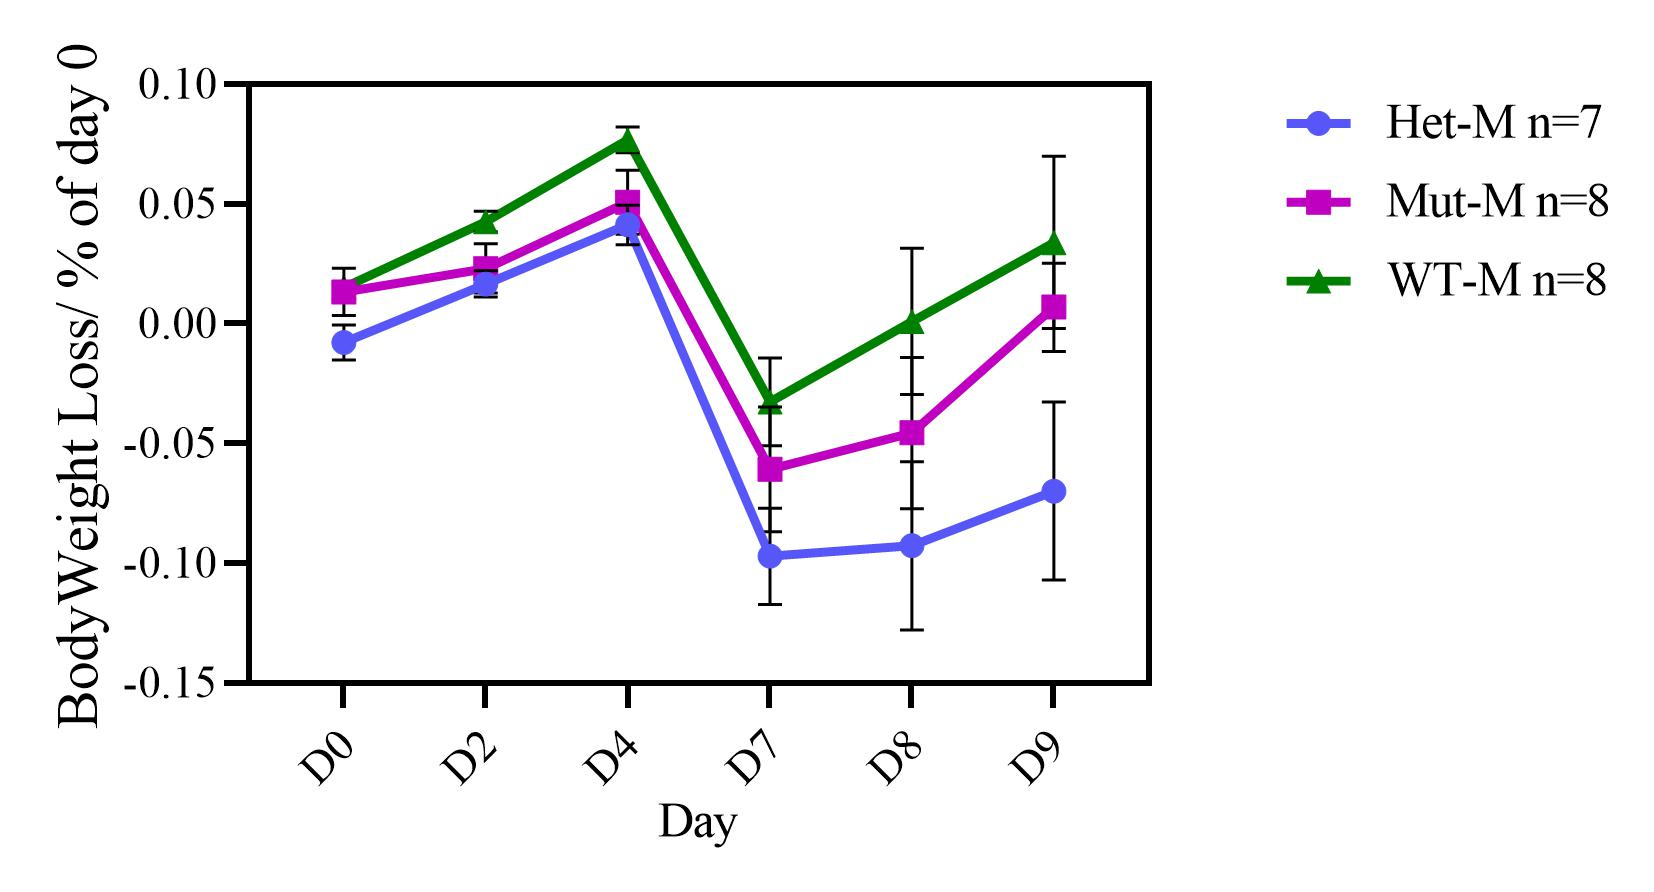 BodyWeight Loss/ % of day 0
0.10
0.05
0.00
-0.05
-0.10
-0.15
D0
D2
D4
D7
D8
D9
Day
Het-M n=7
Mut-M n=8
WT-M n=8